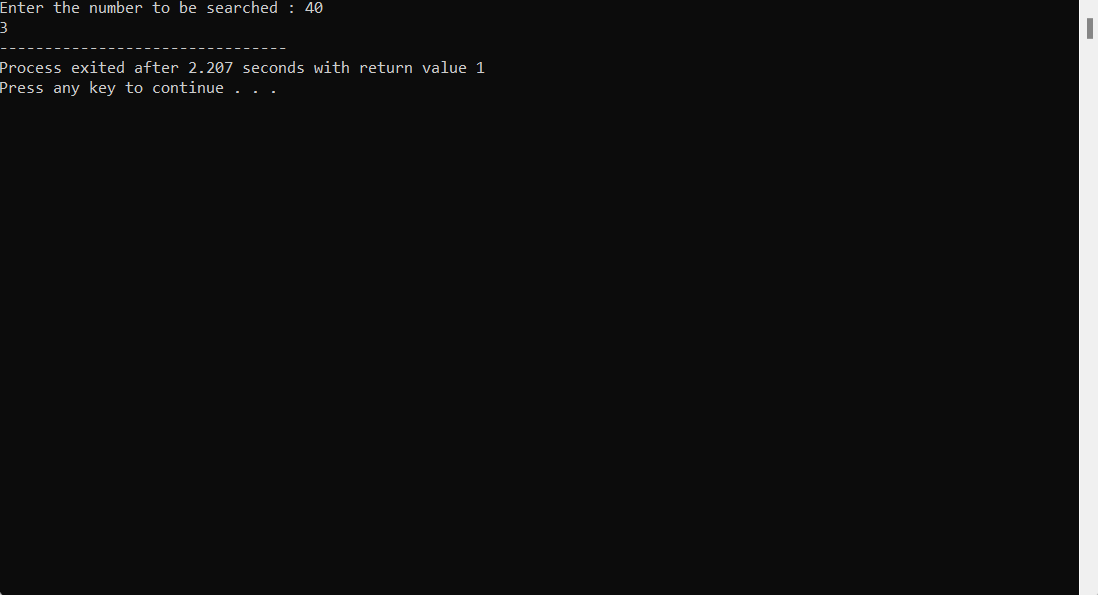 Enter the number to be searched : 40
3
--------------------------------
Process exited after 2.207 seconds with return value 1
Press any key to continue . . .